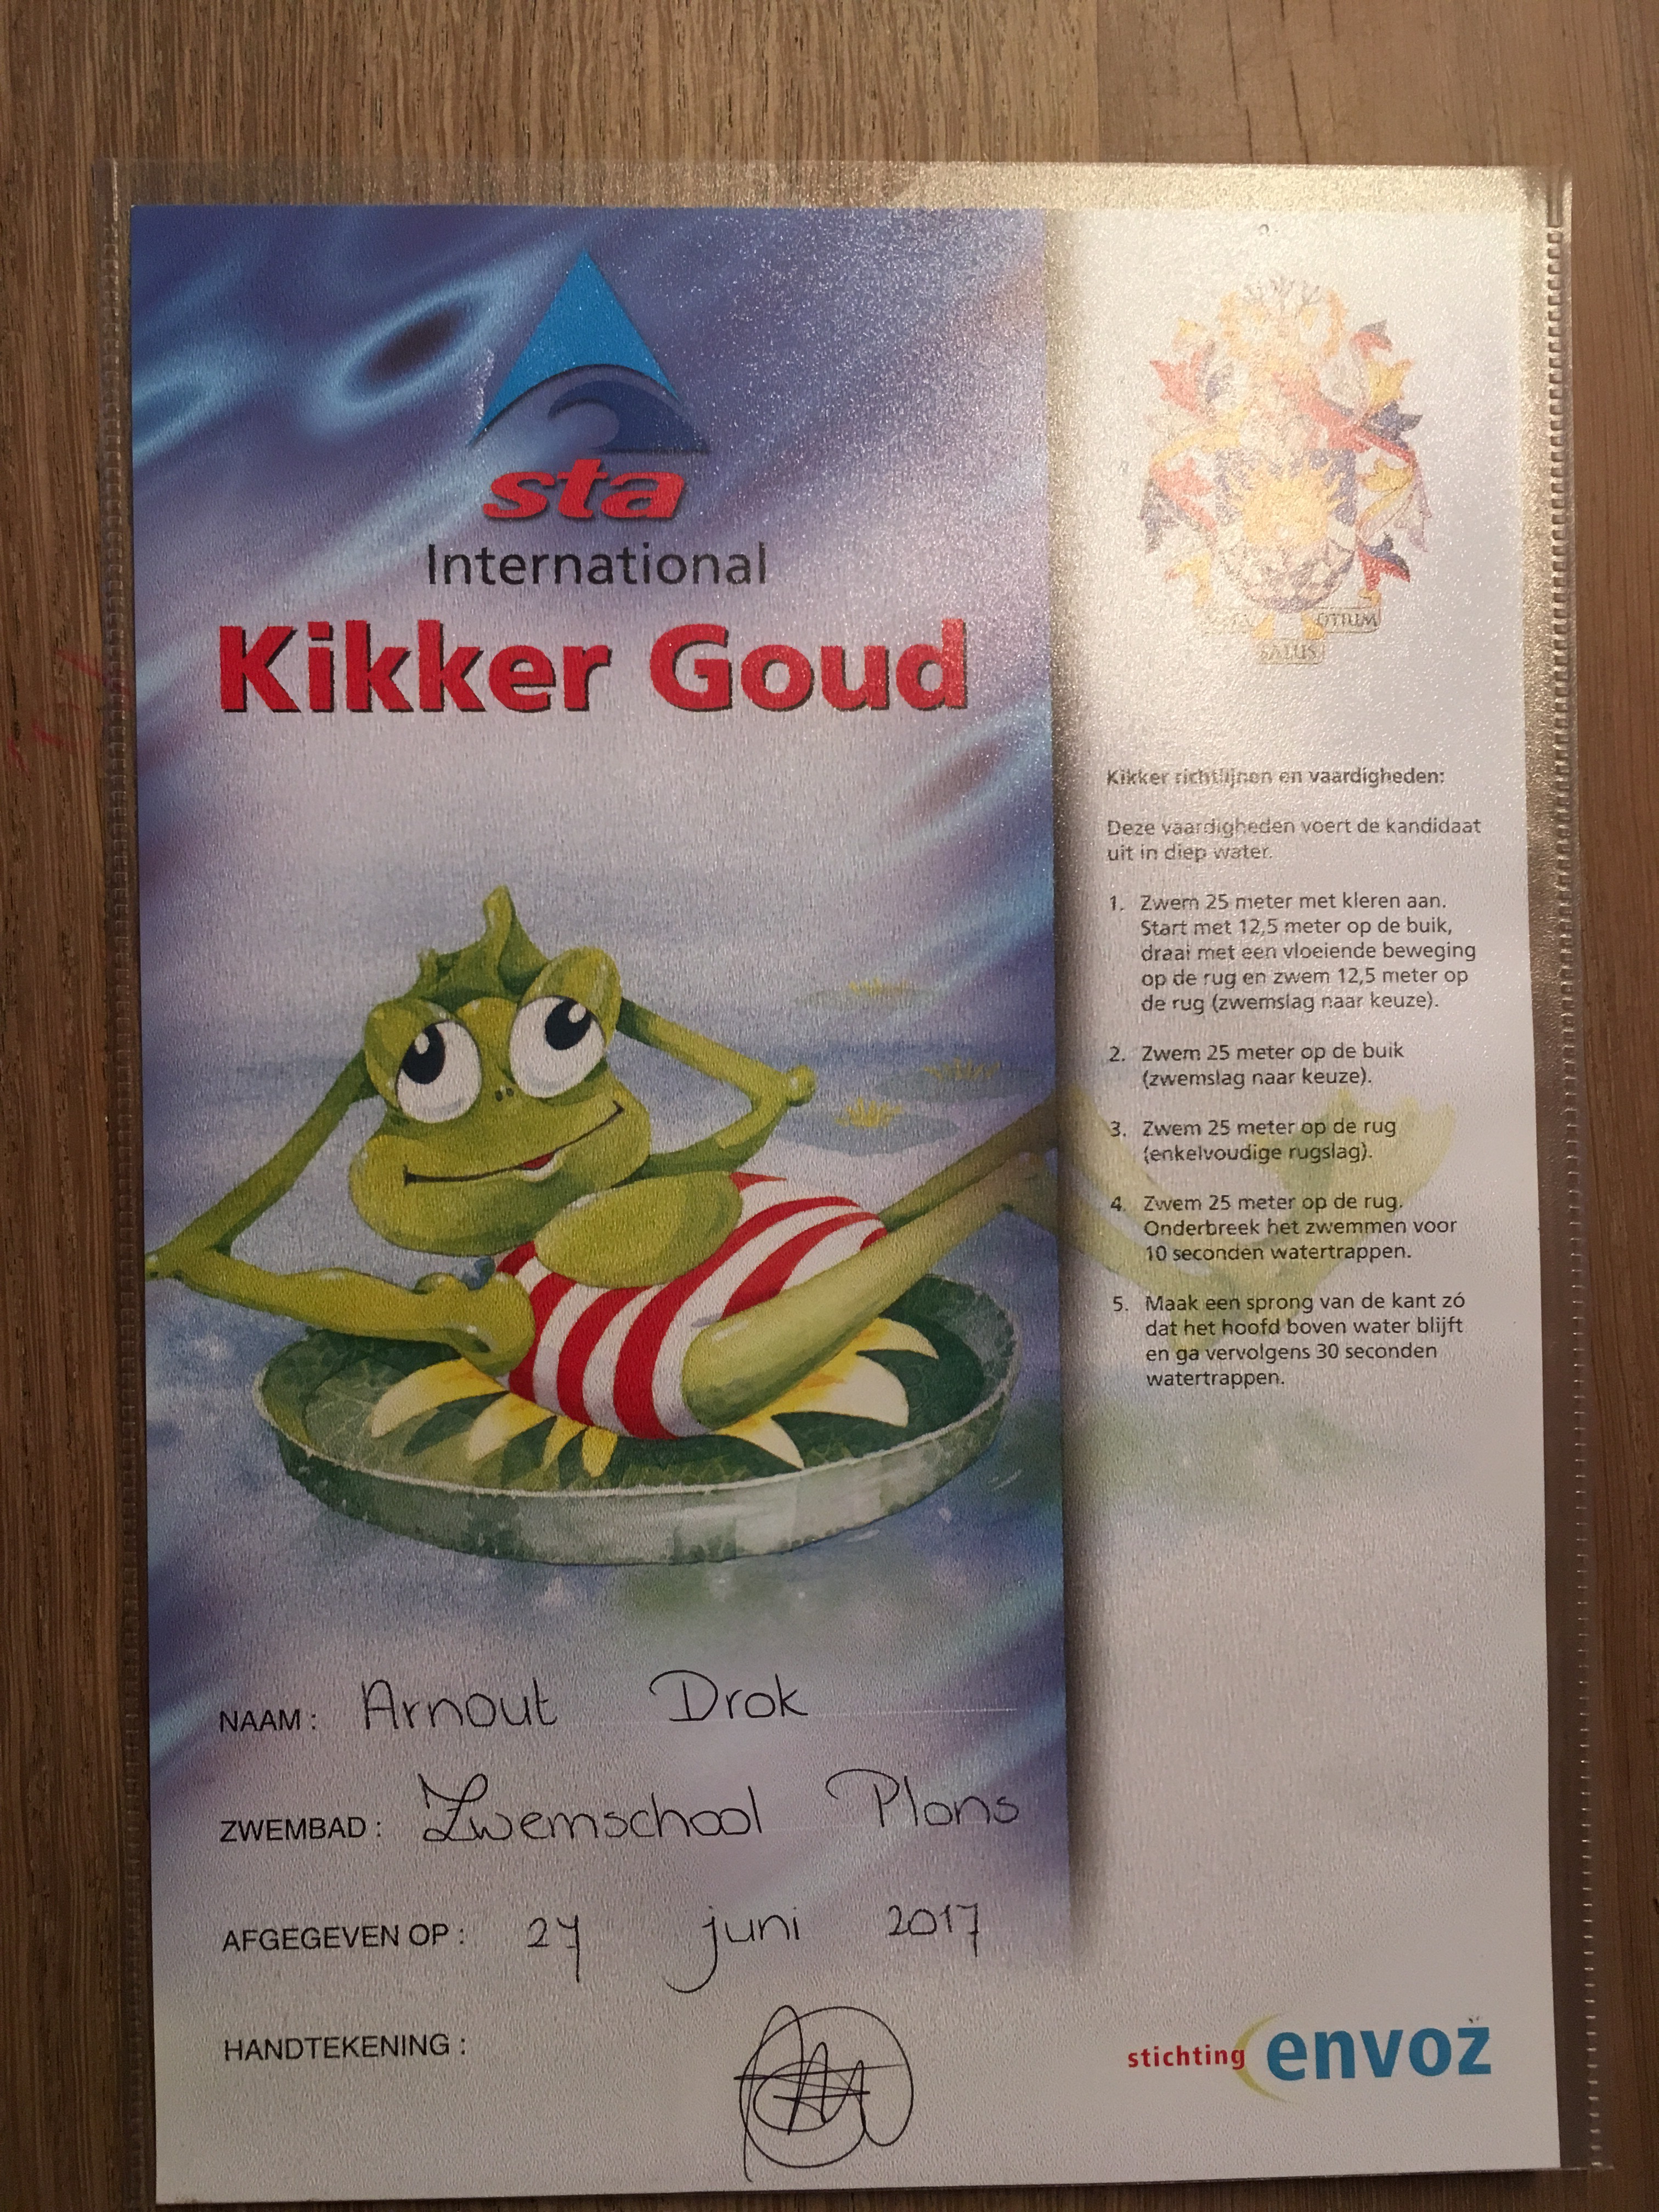 sta
International
Kikker Goud
NAAM : Arnout Drok
ZWEMBAD : Zwemschool Plons
AFGEGEVEN OP : 27 juni 2017
HANDTEKENING :
OTIUM
SALUS
Kikker richtlijnen en vaardigheden:
Deze vaardigheden voert de kandidaat
uit in diep water.
1. Zwem 25 meter met kleren aan.
Start met 12,5 meter op de buik,
draai met een vloeiende beweging
op de rug en zwem 12,5 meter op
de rug (zwemslag naar keuze).
2. Zwem 25 meter op de buik
(zwemslag naar keuze).
3. Zwem 25 meter op de rug
(enkelvoudige rugslag).
4. Zwem 25 meter op de rug.
Onderbreek het zwemmen voor
10 seconden watertrappen.
5. Maak een sprong van de kant zó
dat het hoofd boven water blijft
en ga vervolgens 30 seconden
watertrappen.
stichting envoz